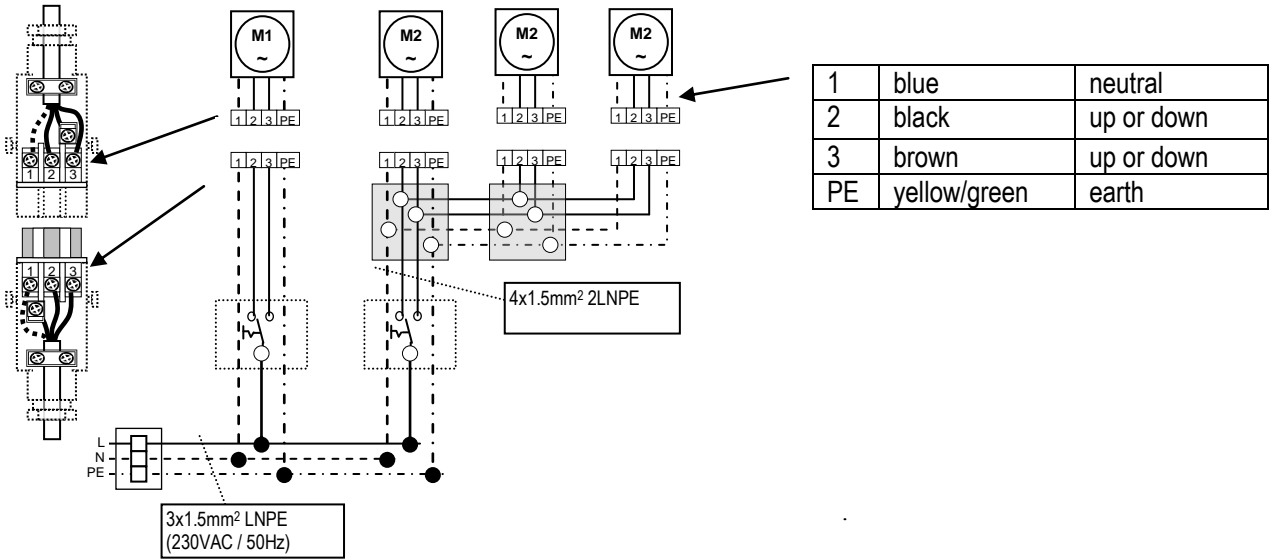 M1 M2 M2 M2
~ ~ ~ ~
1 2 3 PE 1 2 3 PE 1 2 3 PE 1 2 3 PE
1 2 3 PE 1 2 3 PE 1 2 3 PE 1 2 3 PE
1 2 3
1 2 3
1 blue neutral
2 black up or down
3 brown up or down
PE yellow/green earth
4x1.5mm² 2LNPE
L
N
PE
3x1.5mm² LNPE
(230VAC / 50Hz)
.